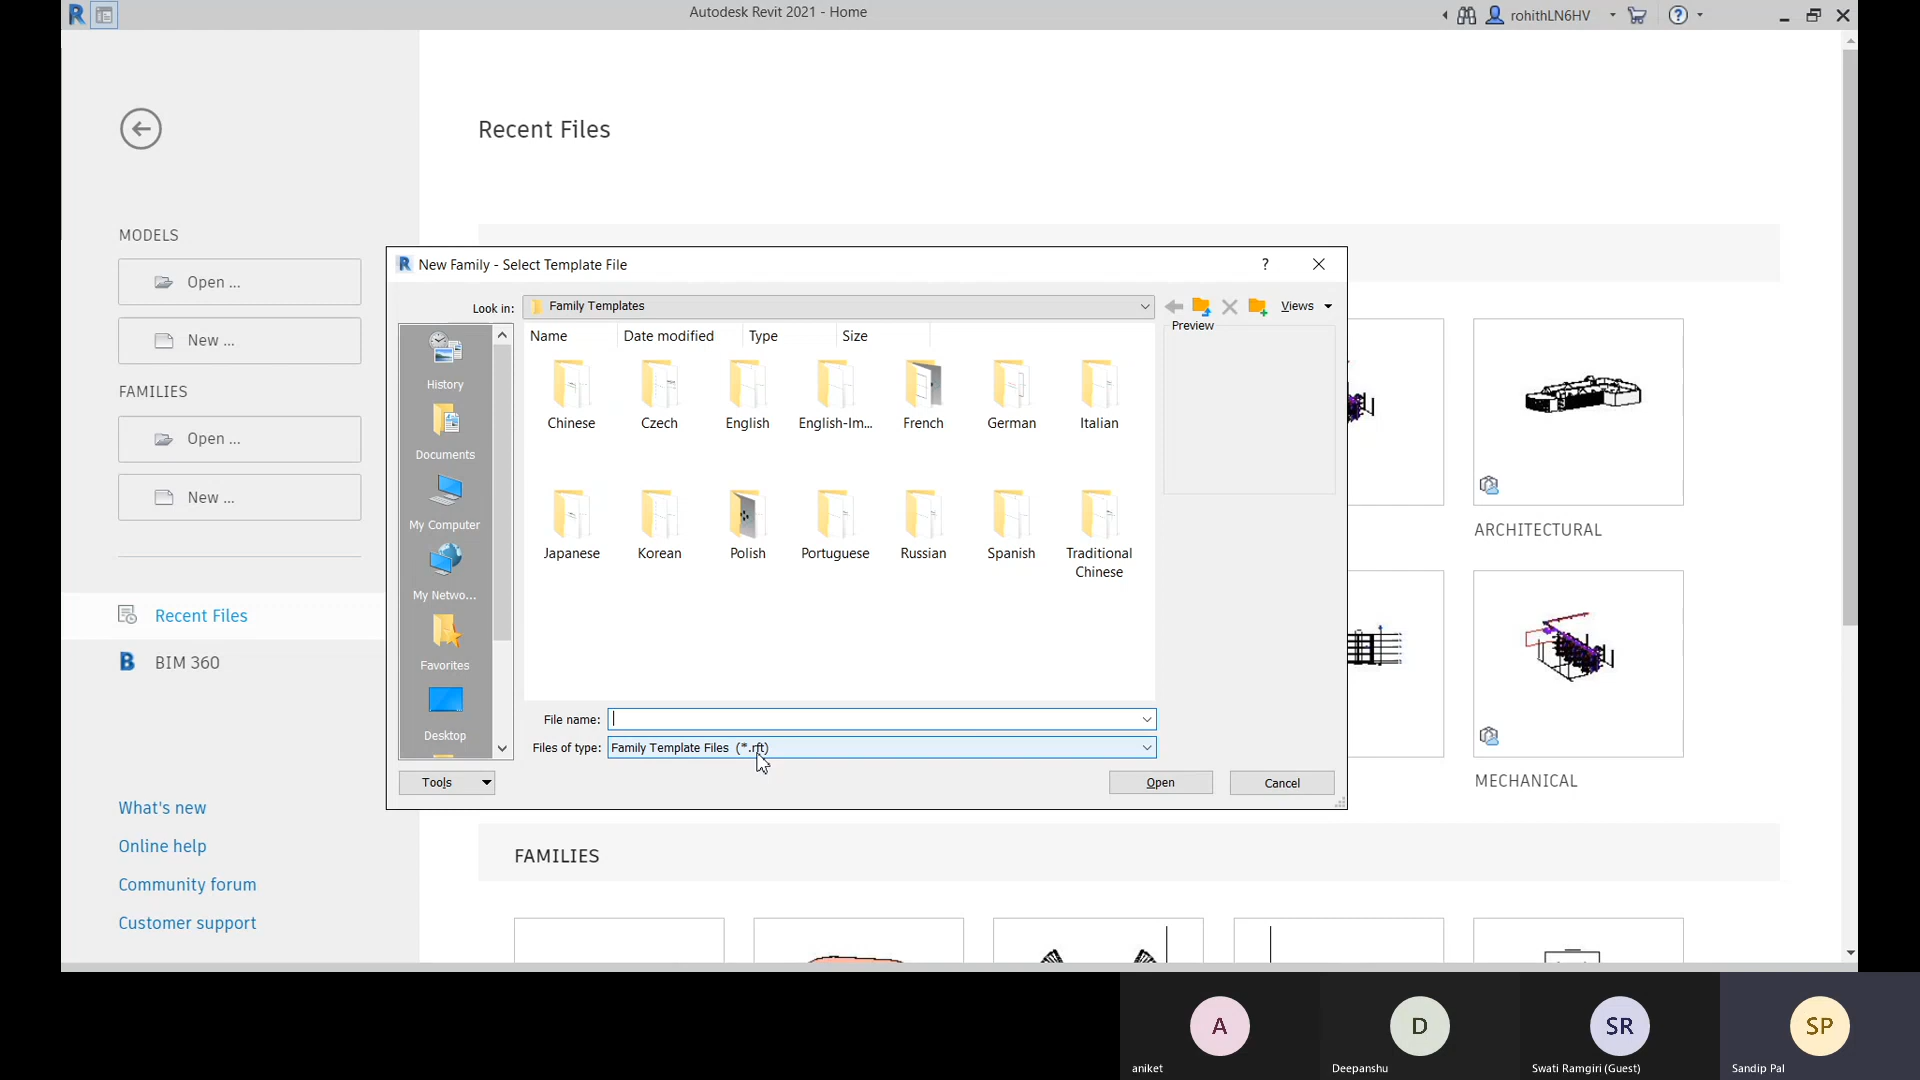 Autodesk Revit 2021 - Home
rohithLN6HV
Recent Files
MODELS
Open ...
New ...
FAMILIES
Open ...
New ...
Recent Files
BIM 360
What's new
Online help
Community forum
Customer support
New Family - Select Template File
Look in:
Family Templates
Views
Preview
Name
Date modified
Type
Size
History
Documents
My Computer
My Netwo...
Favorites
Desktop
Chinese
Czech
English
English-Im...
French
German
Italian
Japanese
Korean
Polish
Portuguese
Russian
Spanish
Traditional
Chinese
File name:
Files of type:
Family Template Files (*.rft)
Tools
Open
Cancel
ARCHITECTURAL
MECHANICAL
FAMILIES
A
D
SR
SP
aniket
Deepanshu
Swati Ramgiri (Guest)
Sandip Pal